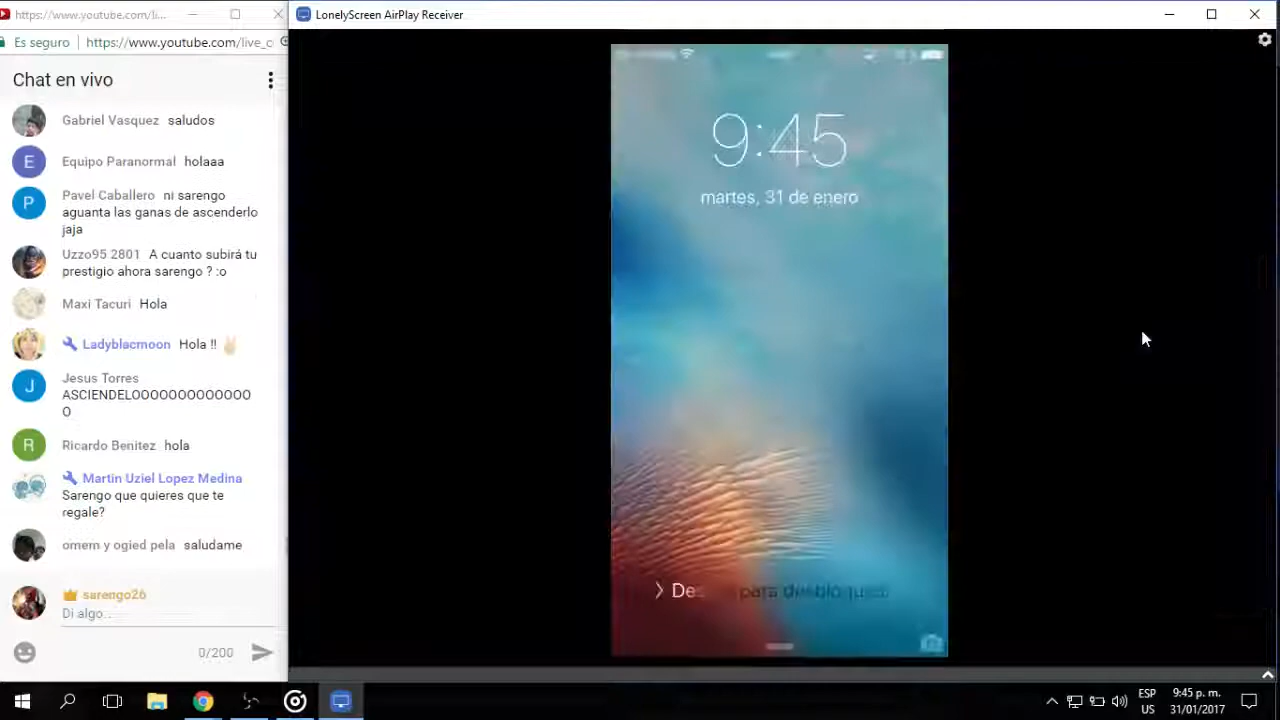 https://www.youtube.com/li...
LonelyScreen AirPlay Receiver
Es seguro
https://www.youtube.com/live_c
Chat en vivo
Gabriel Vasquez saludos
Equipo Paranormal holaaa
Pavel Caballero ni sarengo
aguanta las ganas de ascenderlo
jaja
Uzzo95 2801 A cuanto subirá tu
prestigio ahora sarengo ? :o
Maxi Tacuri Hola
Ladyblacmoon Hola !!
Jesus Torres
ASCIENDELOOOOOOOOOOOOO
O
Ricardo Benitez hola
Martin Uziel Lopez Medina
Sarengo que quieres que te
regale?
omem y ogied pela saludame
sarengo26
Di algo...
0/200
9:45
martes, 31 de enero
para desbloquear
ESP
US
9:45 p. m.
31/01/2017